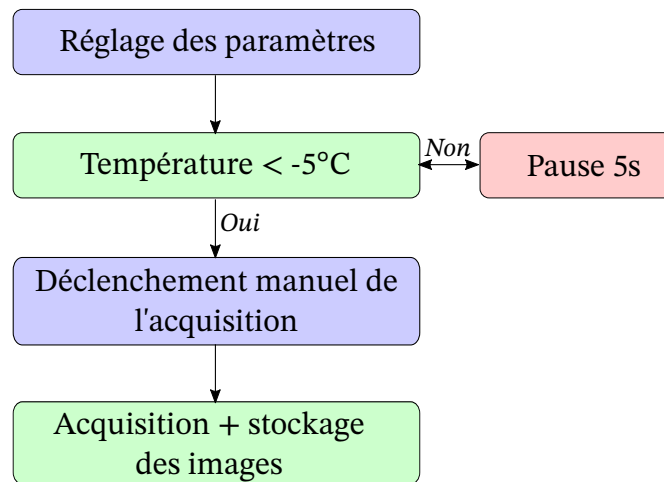 Réglage des paramètres
Température < -5°C
Non
Pause 5s
Oui
Déclenchement manuel de
l'acquisition
Acquisition + stockage
des images